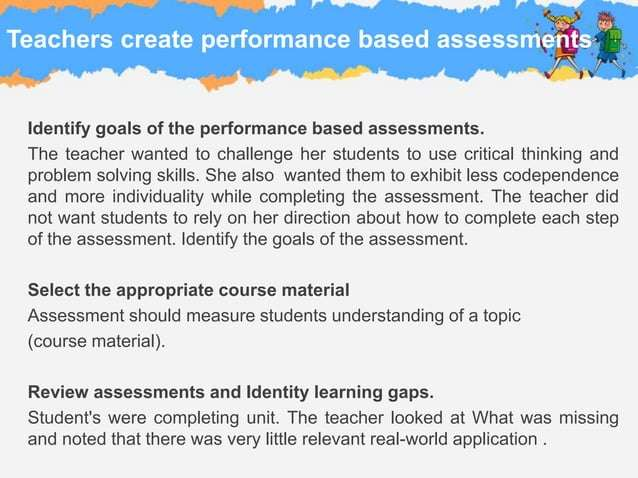 Teachers create performance based assessments
Identify goals of the performance based assessments.
The teacher wanted to challenge her students to use critical thinking and
problem solving skills. She also wanted them to exhibit less codependence
and more individuality while completing the assessment. The teacher did
not want students to rely on her direction about how to complete each step
of the assessment. Identify the goals of the assessment.
Select the appropriate course material
Assessment should measure students understanding of a topic
(course material).
Review assessments and Identity learning gaps.
Student's were completing unit. The teacher looked at What was missing
and noted that there was very little relevant real-world application .